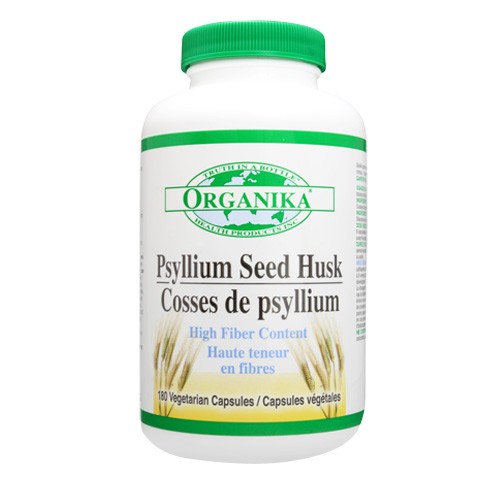 TRUTH IN A BOTTLE
ORGANIKA®
HEALTH PRODUCTS INC
Psyllium Seed Husk
Cosses de psyllium
High Fiber Content
Haute teneur
en fibres
180 Vegetarian Capsules / Capsules végétales